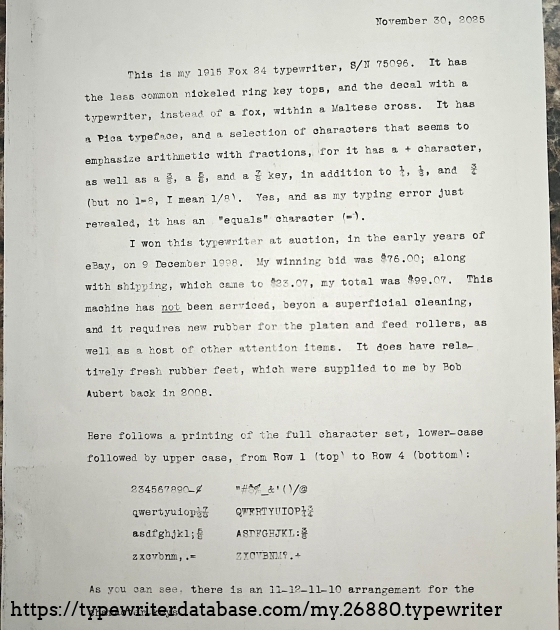 November 30, 2025
This is my 1915 Fox 24 typewriter, S/N 75096. It has
the less common nickeled ring key tops, and the decal with a
typewriter, instead of a fox, within a Maltese cross. It has
a Pica typeface, and a selection of characters that seems to
emphasize arithmetic with fractions, for it has a + character,
as well as a ⅜, a ⅝, and a ⅞ key, in addition to ½, ¼, and ¾
(but no 1=8, I mean 1/8). Yes, and as my typing error just
revealed, it has an "equals" character (=).
I won this typewriter at auction, in the early years of
eBay, on 9 December 1998. My winning bid was $76.00; along
with shipping, which came to $23.07, my total was $99.07. This
machine has not been serviced, beyon a superficial cleaning,
and it requires new rubber for the platen and feed rollers, as
well as a host of other attention items. It does have rela-
tively fresh rubber feet, which were supplied to me by Bob
Aubert back in 2008.
Here follows a printing of the full character set, lower-case
followed by upper case, from Row 1 (top) to Row 4 (bottom):
234567890-¢ "#$%_&'()/@
qwertyuiop⅞ QWERTYUIOP
asdfghjkl; ASDFGHJKL:
zxcvbnm,.= ZXCVBNM?.+
As you can see, there is an 11-12-11-10 arrangement for the
https://typewriterdatabase.com/my.26880.typewriter